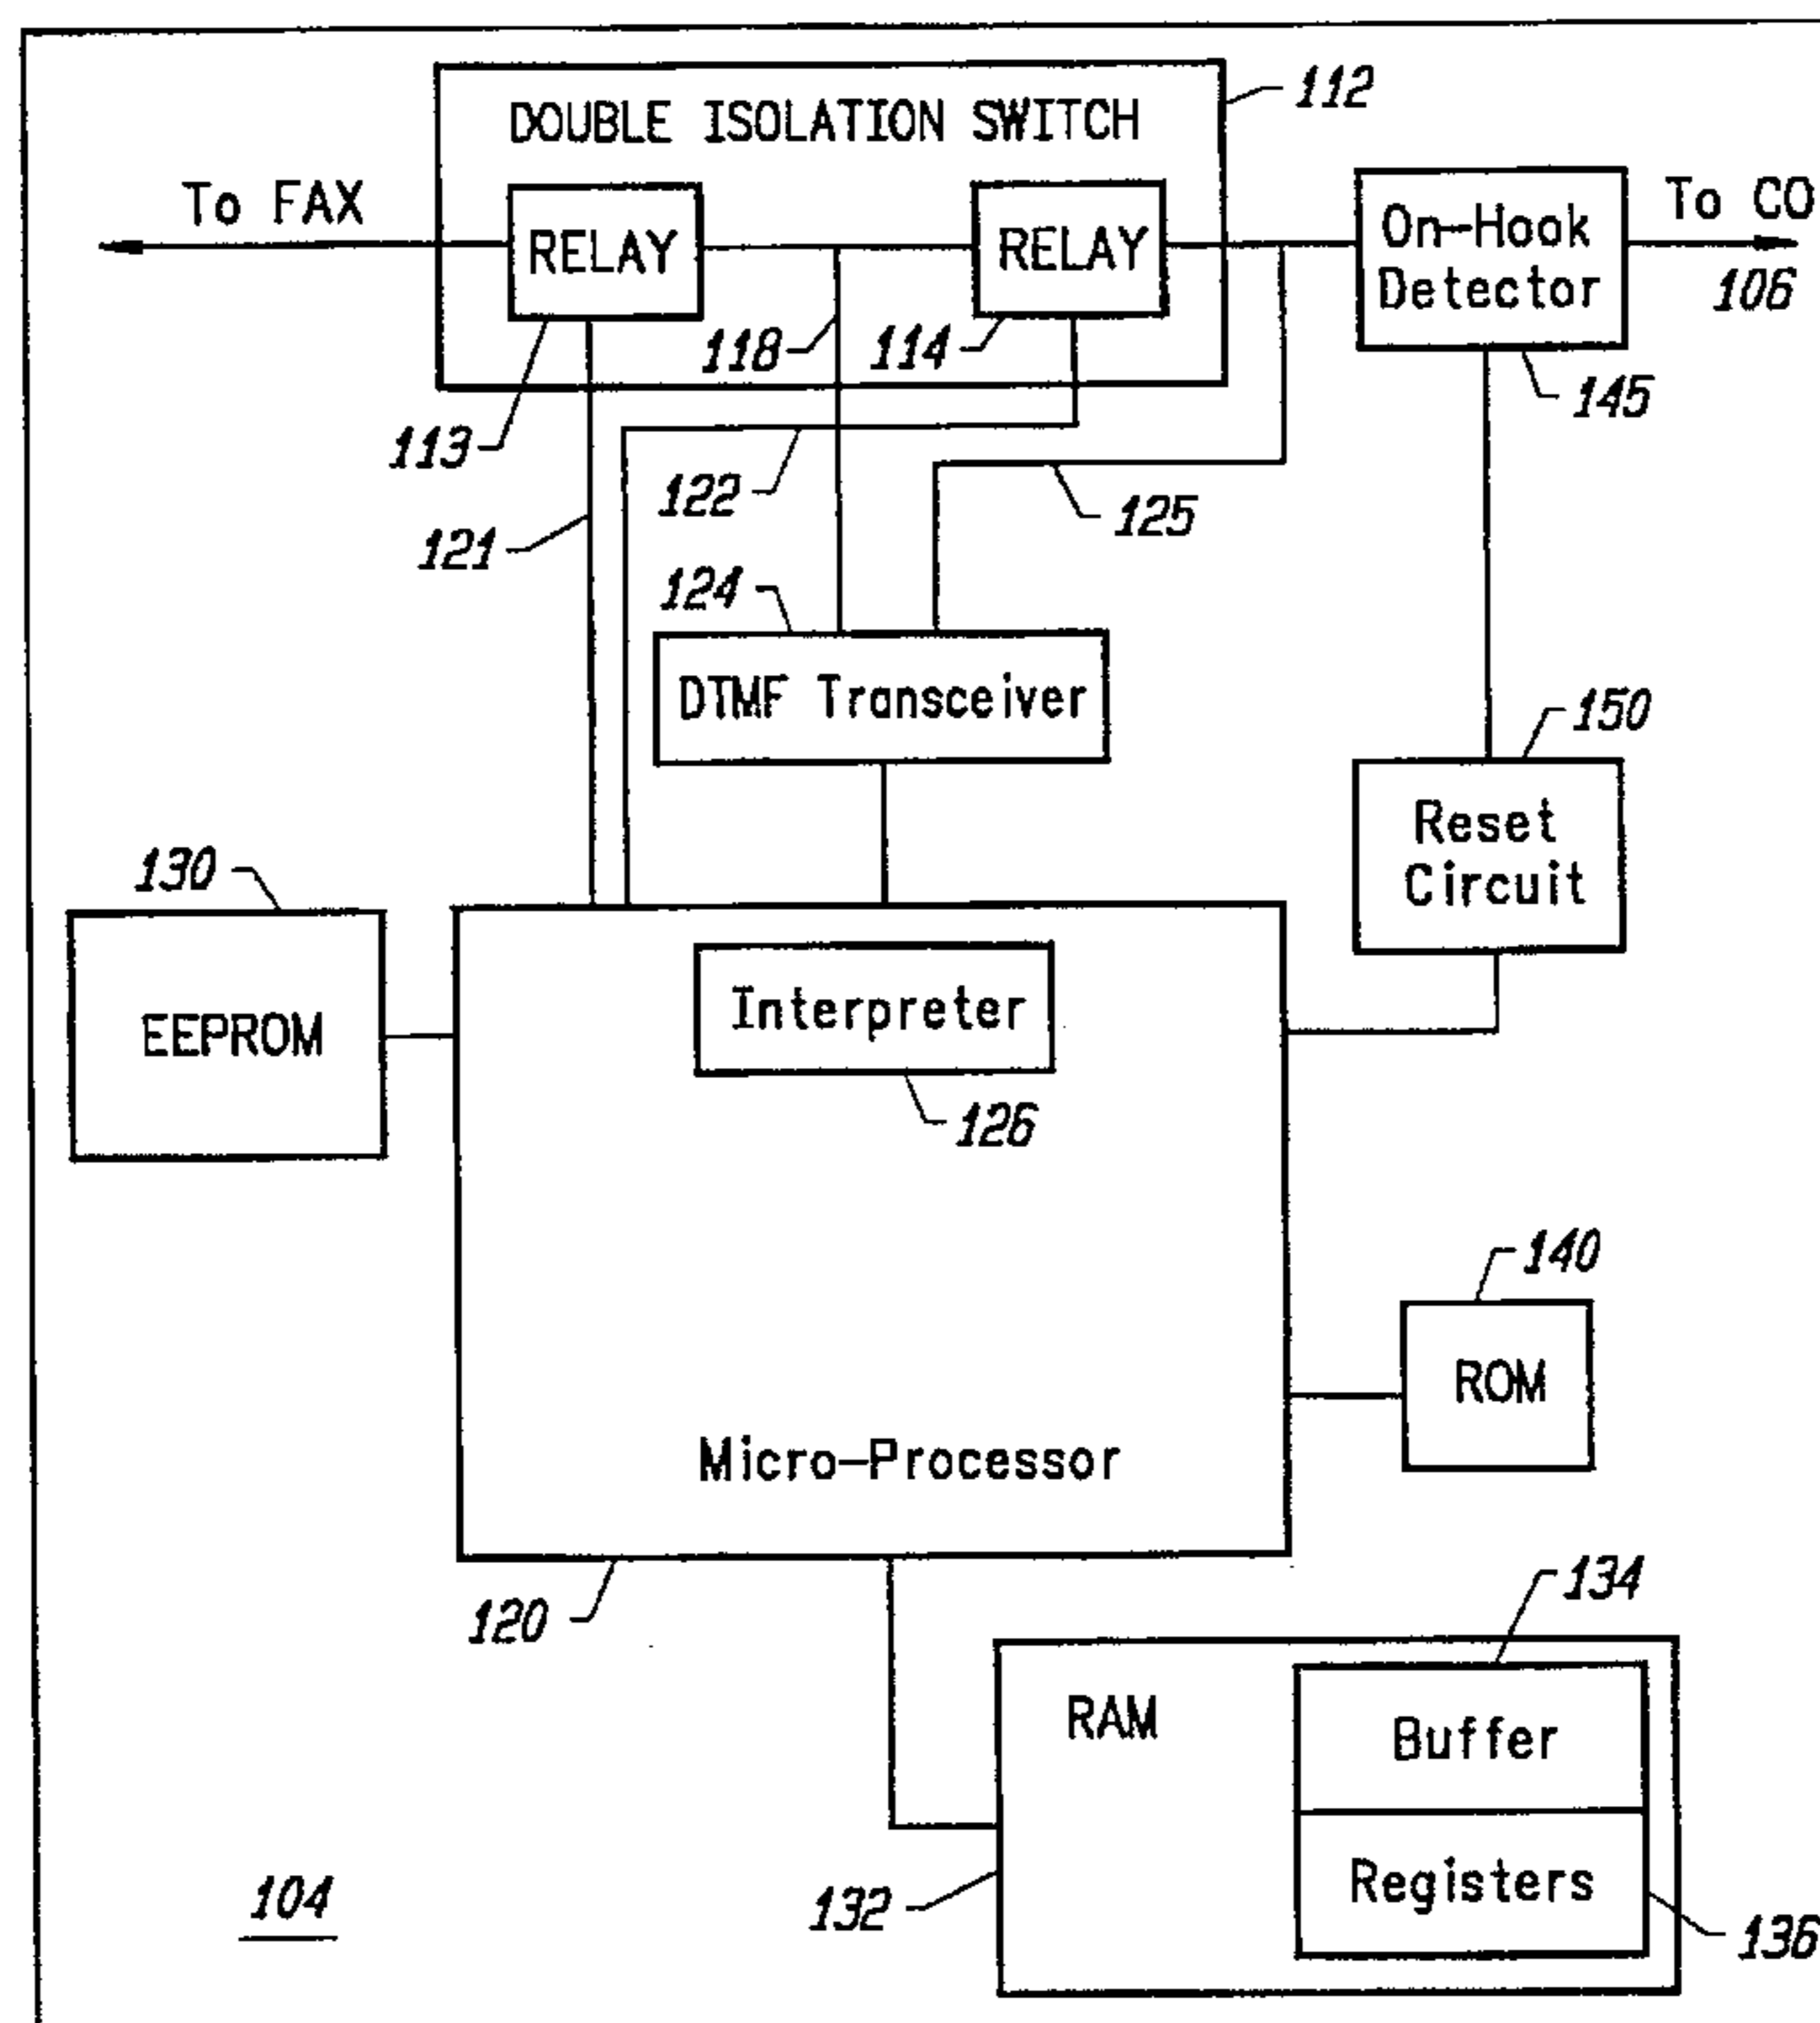 DOUBLE ISOLATION SWITCH
112
To FAX
RELAY
RELAY
On-Hook
Detector
To CO
106
118
114
145
113
122
125
121
124
DTMF Transceiver
150
Reset
Circuit
130
EEPROM
Interpreter
126
140
ROM
Micro-Processor
120
134
RAM
Buffer
Registers
132
136
104